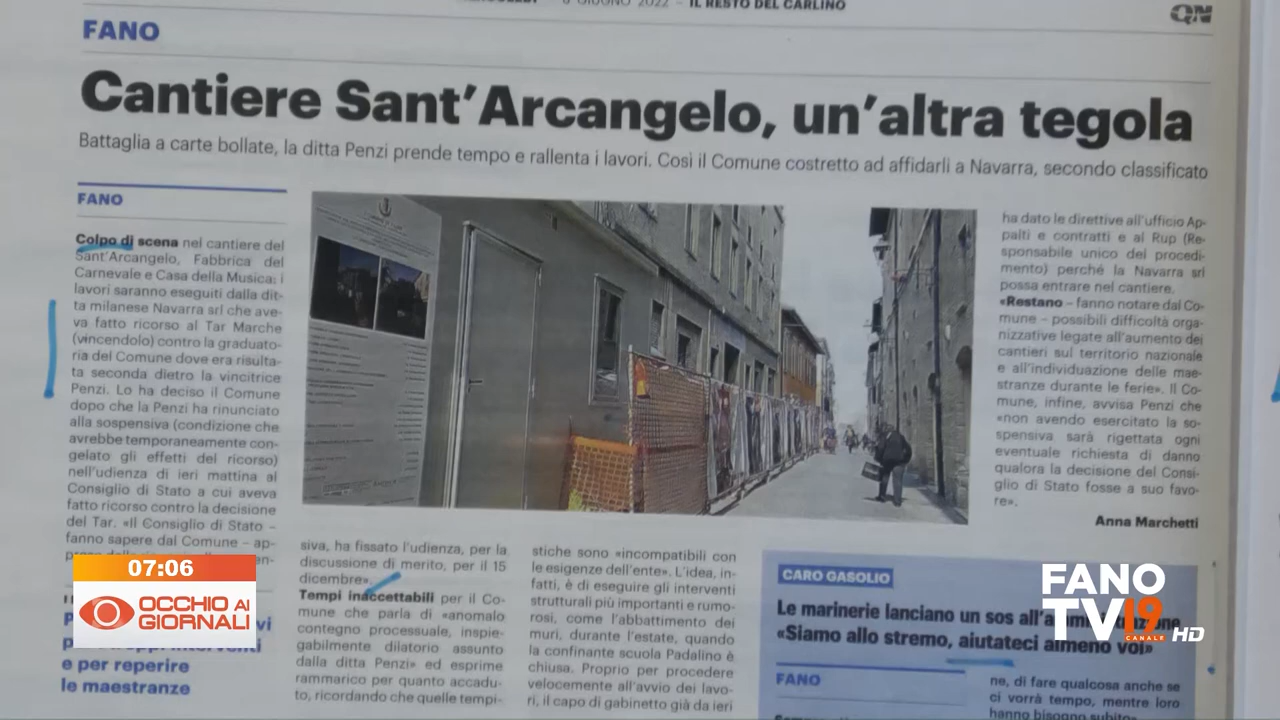 2022 - IL RESTO DEL CARLINO
QN
FANO
Cantiere Sant'Arcangelo, un'altra tegola
Battaglia a carte bollate, la ditta Penzi prende tempo e rallenta i lavori. Così il Comune costretto ad affidarli a Navarra, secondo classificato
FANO
Colpo di scena nel cantiere del
Sant'Arcangelo, Fabbrica del
Carnevale e Casa della Musica: i
lavori saranno eseguiti dalla dit-
ta milanese Navarra srl che ave-
va fatto ricorso al Tar Marche
(vincendolo) contro la graduato-
ria del Comune dove era risulta-
ta seconda dietro la vincitrice
Penzi. Lo ha deciso il Comune
dopo che la Penzi ha rinunciato
alla sospensiva (condizione che
avrebbe temporaneamente con-
gelato gli effetti del ricorso)
nell'udienza di ieri mattina al
Consiglio di Stato a cui aveva
fatto ricorso contro la decisione
del Tar. «Il Consiglio di Stato –
fanno sapere dal Comune – ap-
e per reperire
le maestranze
siva, ha fissato l'udienza, per la
discussione di merito, per il 15
dicembre».
Tempi inaccettabili per il Co-
mune che parla di «anomalo
contegno processuale, inspie-
gabilmente dilatorio assunto
dalla ditta Penzi» ed esprime
rammarico per quanto accadu-
to, ricordando che quelle tempi-
stiche sono «incompatibili con
le esigenze dell'ente». L'idea, in-
fatti, è di eseguire gli interventi
strutturali più importanti e rumo-
rosi, come l'abbattimento dei
muri, durante l'estate, quando
la confinante scuola Padalino è
chiusa. Proprio per procedere
velocemente all'avvio dei lavo-
ri, il capo di gabinetto già da ieri
ha dato le direttive all'ufficio Ap-
palti e contratti e al Rup (Re-
sponsabile unico del procedi-
mento) perché la Navarra srl
possa entrare nel cantiere.
«Restano – fanno notare dal Co-
mune – possibili difficoltà orga-
nizzative legate all'aumento dei
cantieri sul territorio nazionale
e all'individuazione delle mae-
stranze durante le ferie». Il Co-
mune, infine, avvisa Penzi che
«non avendo esercitato la so-
spensiva sarà rigettata ogni
eventuale richiesta di danno
qualora la decisione del Consi-
glio di Stato fosse a suo favo-
re».
Anna Marchetti
CARO GASOLIO
Le marinerie lanciano un sos
«Siamo allo stremo, aiutateci almeno voi»
FANO
ne, di fare qualcosa anche se
ci vorrà tempo, mentre loro
hanno bisogno subito».
07:06
OCCHIO AI
GIORNALI
FANO
TV19
CANALE
HD